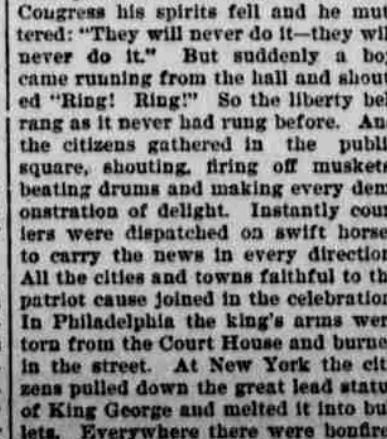 Congress his spirits fell and he mut
tered: "They will never do it—they wil
never do it." But suddenly a bo
came running from the hall and shout
ed "Ring! Ring!" So the liberty bel
rang as it never had rung before. An
the citizens gathered in the publi
square, shouting, firing off muskets
beating drums and making every dem
onstration of delight. Instantly cour
iers were dispatched on swift horse
to carry the news in every direction
All the cities and towns faithful to th
patriot cause joined in the celebration
In Philadelphia the king's arms wer
torn from the Court House and burne
in the street. At New York the cit
zens pulled down the great lead statu
of King George and melted it into bul
lets. Everywhere there were bonfire